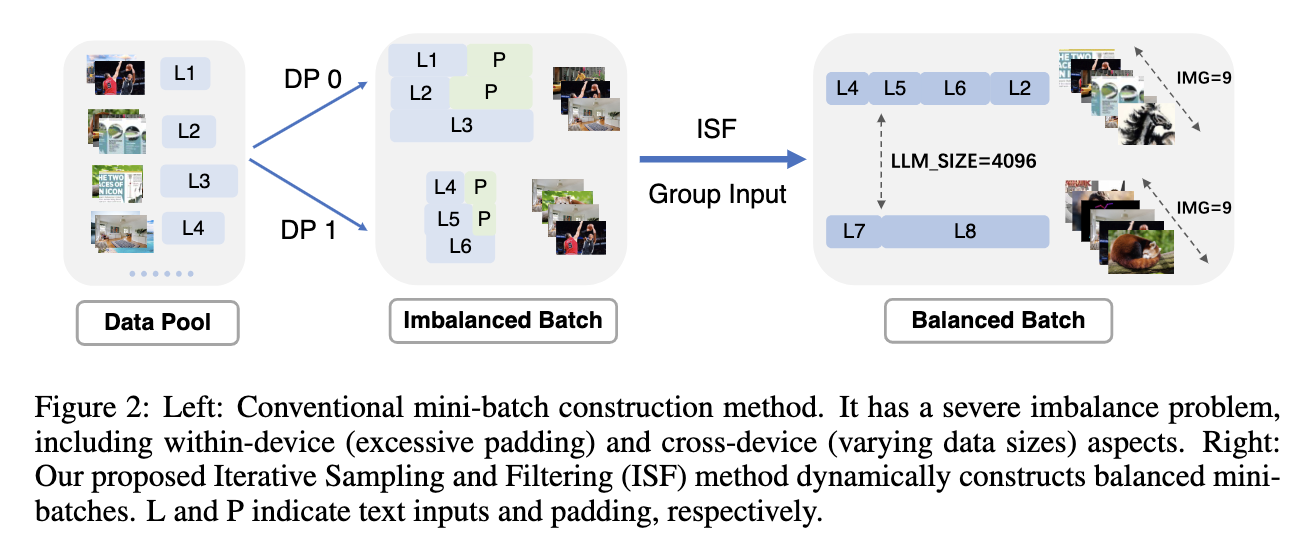 L1
L2
L3
L4
Data Pool
DP 0
DP 1
L1 P
L2 P
L3
L4 P
L5 P
L6
Imbalanced Batch
ISF
Group Input
L4 L5 L6 L2
IMG=9
LLM_SIZE=4096
L7 L8
IMG=9
Balanced Batch
Figure 2: Left: Conventional mini-batch construction method. It has a severe imbalance problem,
including within-device (excessive padding) and cross-device (varying data sizes) aspects. Right:
Our proposed Iterative Sampling and Filtering (ISF) method dynamically constructs balanced mini-
batches. L and P indicate text inputs and padding, respectively.